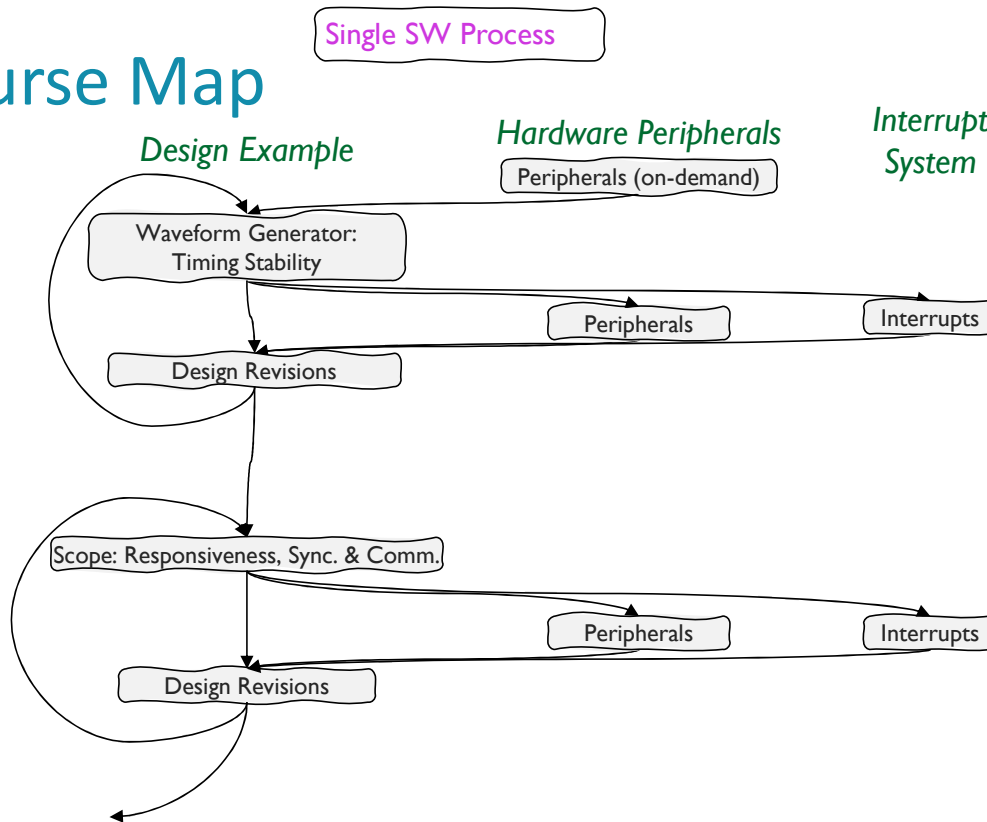 Single SW Process
urse Map
Design Example
Hardware Peripherals
Interrupt
System
Peripherals (on-demand)
Waveform Generator:
Timing Stability
Peripherals
Interrupts
Design Revisions
Scope: Responsiveness, Sync. & Comm.
Peripherals
Interrupts
Design Revisions